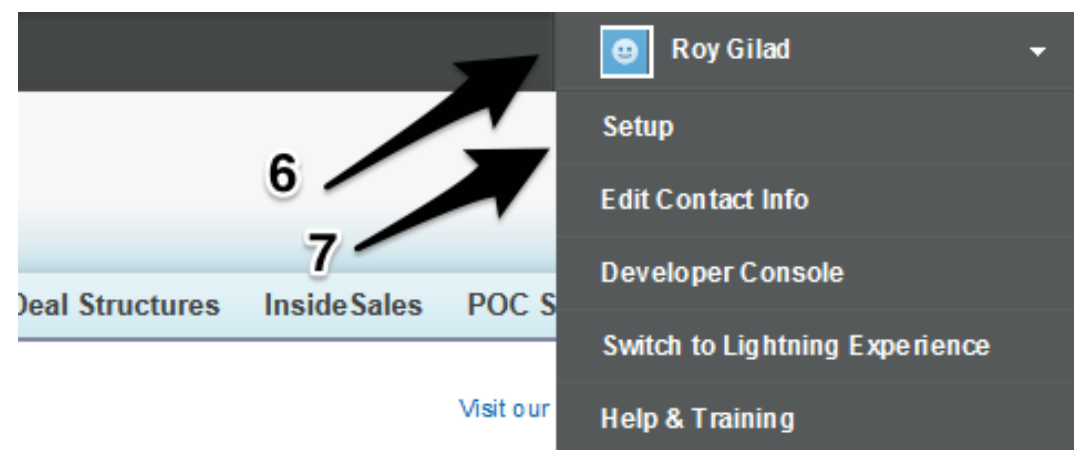 Roy Gilad
Setup
6
Edit Contact Info
7
Developer Console
Deal Structures InsideSales POC S
Switch to Lightning Experience
Visit our
Help & Training